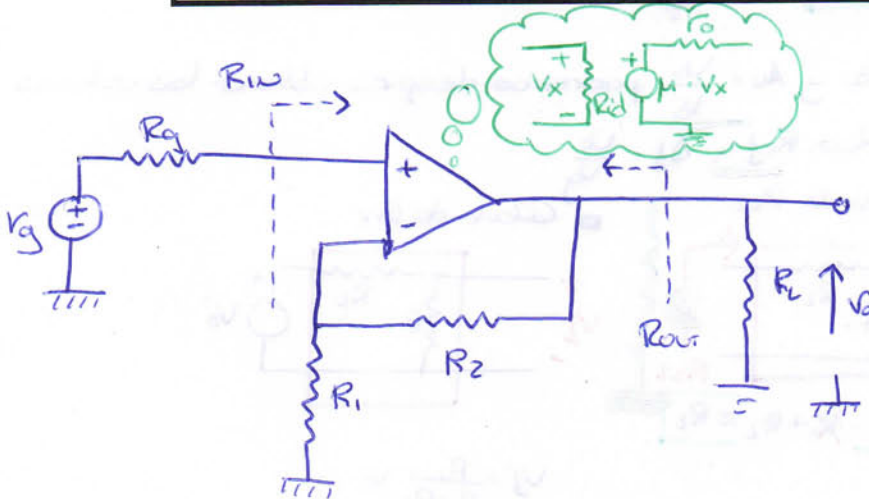 ro
+
Vx
-
Rid
+
μ · Vx
-
RIN
Rg
+
-
Vg
+
-
R2
R1
ROUT
RL